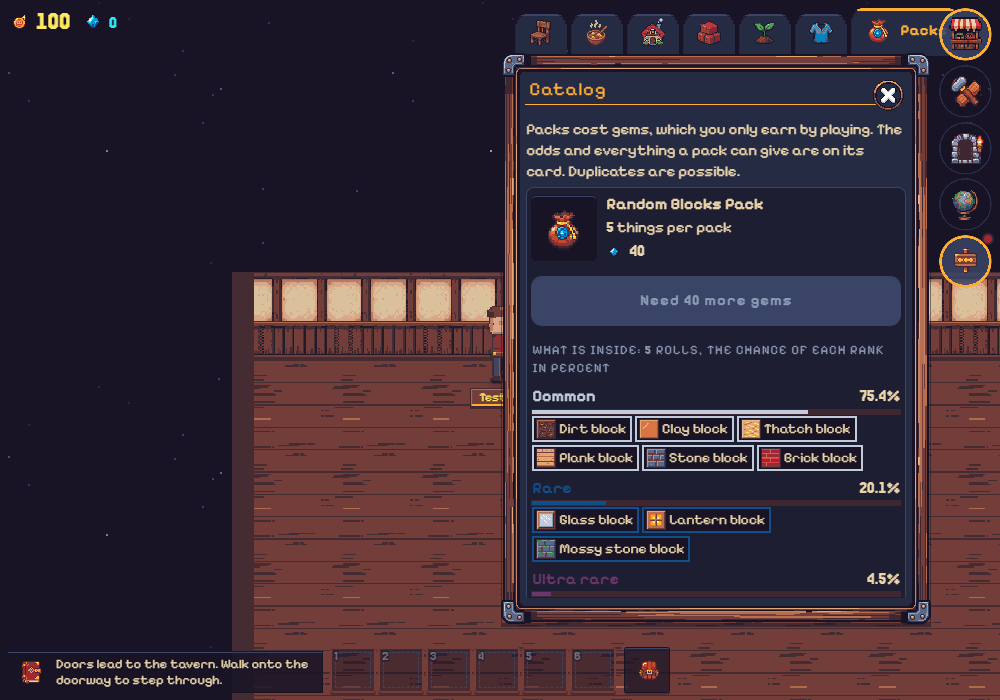 100
0
Pack
Catalog
Packs cost gems, which you only earn by playing. The
odds and everything a pack can give are on its
card. Duplicates are possible.
Random Blocks Pack
5 things per pack
40
Need 40 more gems
WHAT IS INSIDE: 5 ROLLS, THE CHANCE OF EACH RANK
IN PERCENT
Common 75.4%
Dirt block Clay block Thatch block
Plank block Stone block Brick block
Rare 20.1%
Glass block Lantern block
Mossy stone block
Ultra rare 4.5%
Test
Doors lead to the tavern. Walk onto the
doorway to step through.
1 2 3 4 5 6